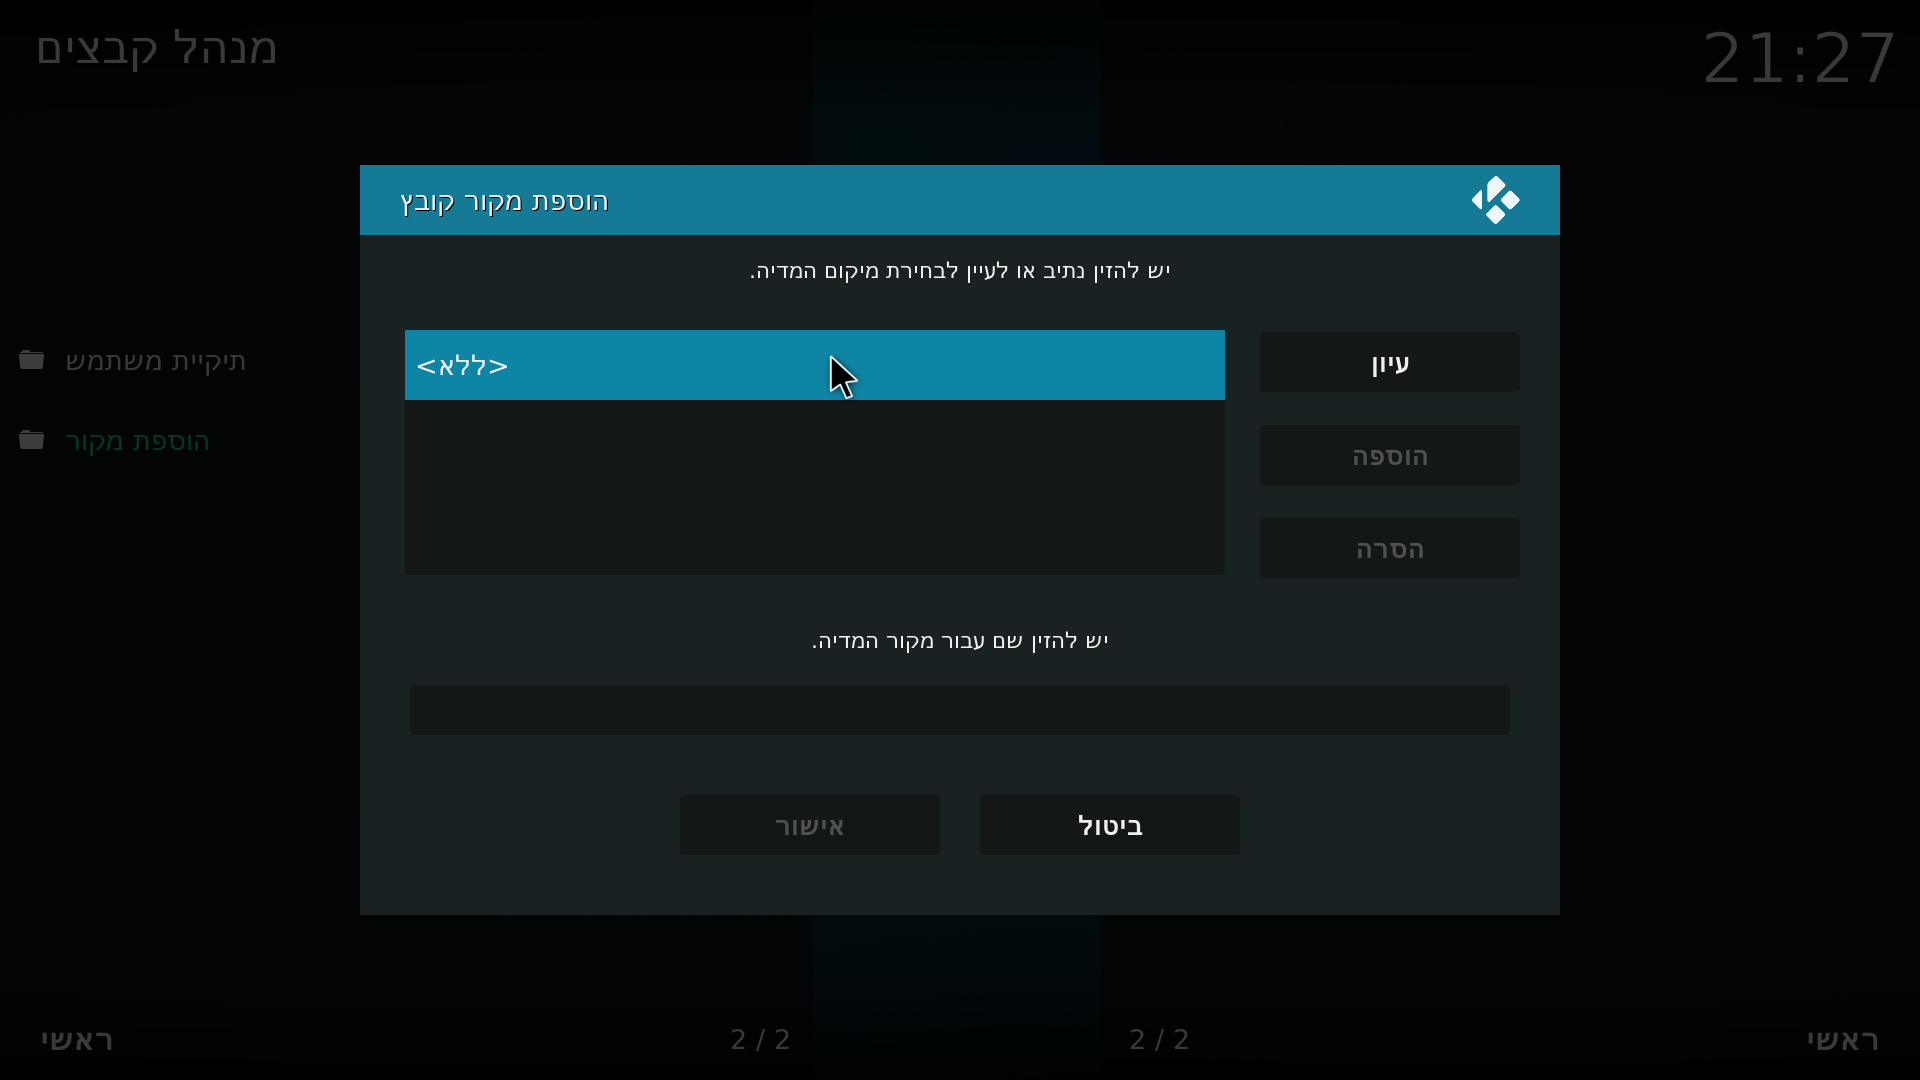 מנהל קבצים
21:27
הוספת מקור קובץ
יש להזין נתיב או לעיין לבחירת מיקום המדיה.
<ללא>
עיון
הוספה
הסרה
תיקיית משתמש
הוספת מקור
יש להזין שם עבור מקור המדיה.
אישור
ביטול
ראשי
2 / 2
2 / 2
ראשי